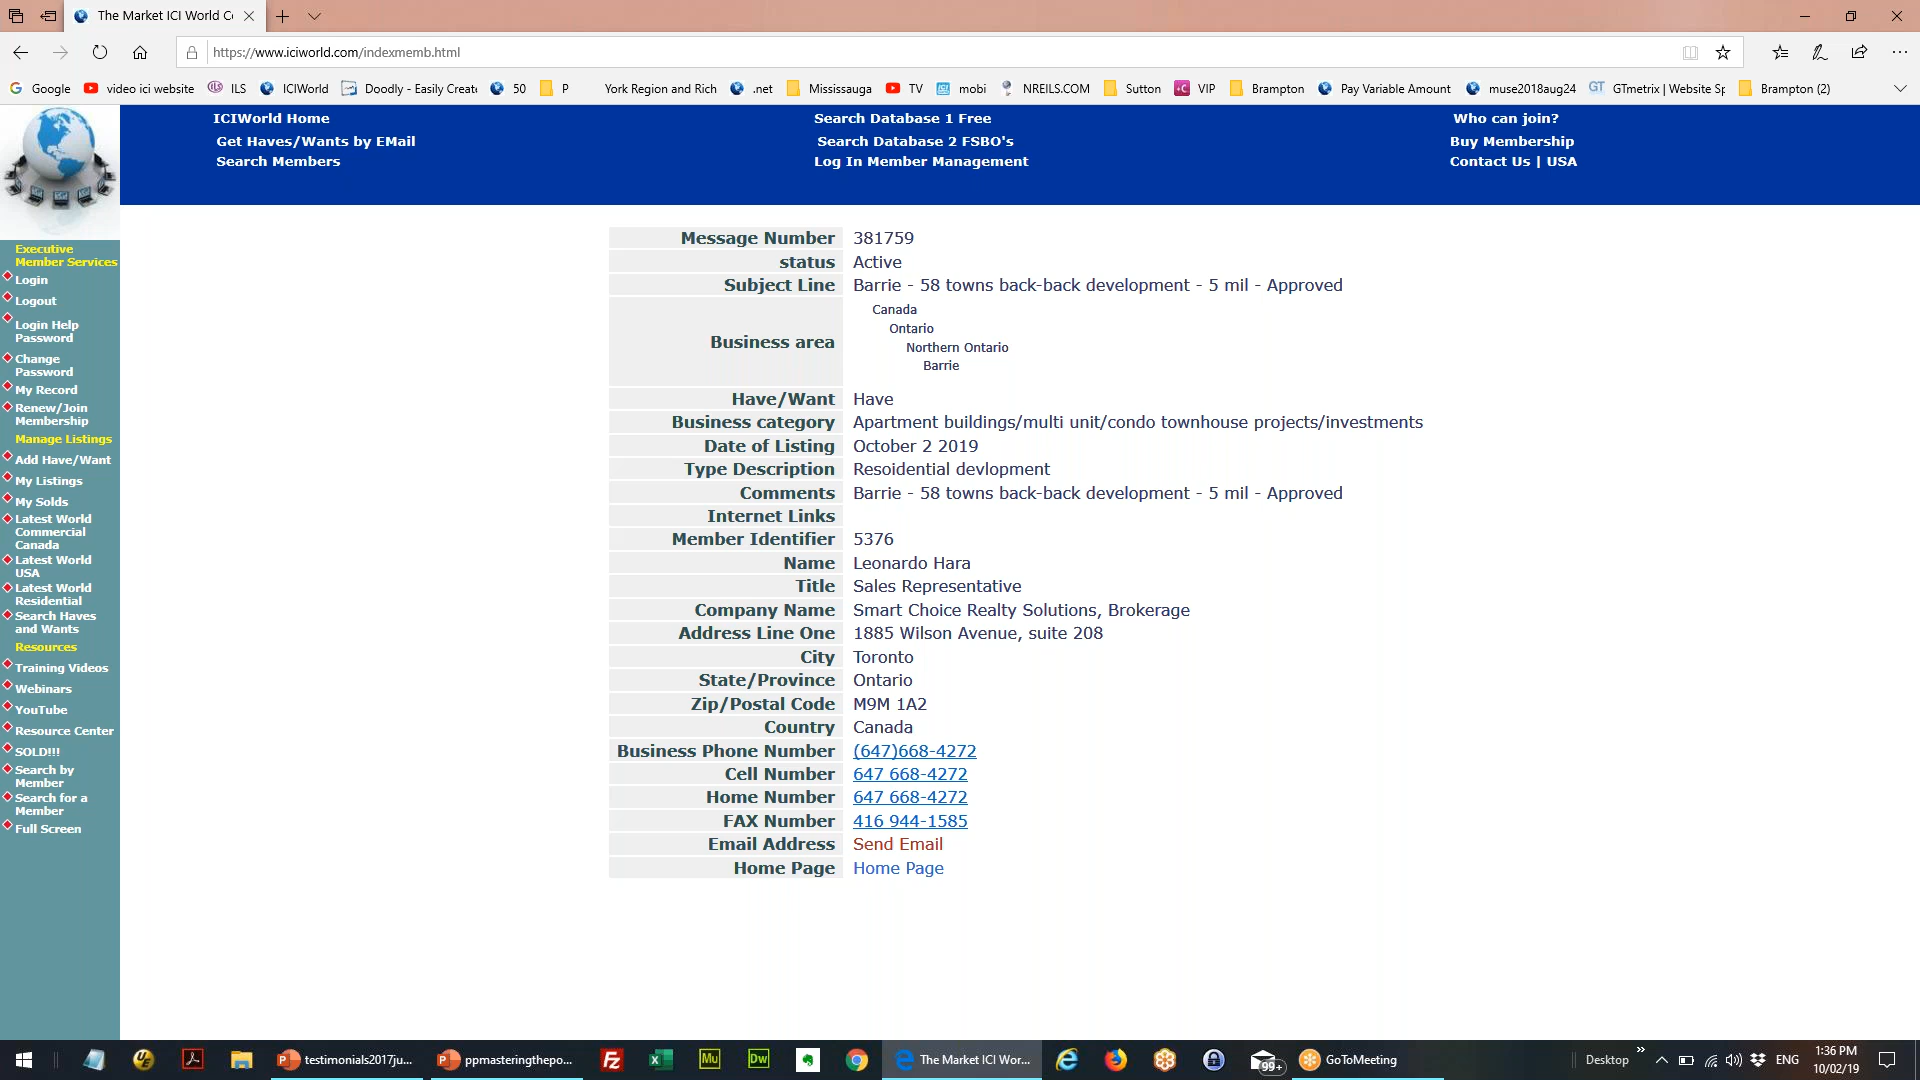 The Market ICI World Co
https://www.iciworld.com/indexmemb.html
Google
video ici website
ILS
ICIWorld
Doodly - Easily Create
50
P
York Region and Rich
.net
Mississauga
TV
mobi
NREILS.COM
Sutton
+C VIP
Brampton
Pay Variable Amount
muse2018aug24
GT GTmetrix | Website Sp
Brampton (2)
ICIWorld Home
Get Haves/Wants by EMail
Search Members
Search Database 1 Free
Search Database 2 FSBO's
Log In Member Management
Who can join?
Buy Membership
Contact Us | USA
Executive
Member Services
Login
Logout
Login Help
Password
Change
Password
My Record
Renew/Join
Membership
Manage Listings
Add Have/Want
My Listings
My Solds
Latest World
Commercial
Canada
Latest World
USA
Latest World
Residential
Search Haves
and Wants
Resources
Training Videos
Webinars
YouTube
Resource Center
SOLD!!!
Search by
Member
Search for a
Member
Full Screen
Message Number 381759
status Active
Subject Line Barrie - 58 towns back-back development - 5 mil - Approved
Business area
Canada
Ontario
Northern Ontario
Barrie
Have/Want Have
Business category Apartment buildings/multi unit/condo townhouse projects/investments
Date of Listing October 2 2019
Type Description Resoidential devlopment
Comments Barrie - 58 towns back-back development - 5 mil - Approved
Internet Links
Member Identifier 5376
Name Leonardo Hara
Title Sales Representative
Company Name Smart Choice Realty Solutions, Brokerage
Address Line One 1885 Wilson Avenue, suite 208
City Toronto
State/Province Ontario
Zip/Postal Code M9M 1A2
Country Canada
Business Phone Number (647)668-4272
Cell Number 647 668-4272
Home Number 647 668-4272
FAX Number 416 944-1585
Email Address Send Email
Home Page Home Page
testimonials2017ju...
ppmasteringthepo...
Fz
Mu
Dw
The Market ICI Wor...
99+
GoToMeeting
Desktop
ENG
1:36 PM
10/02/19